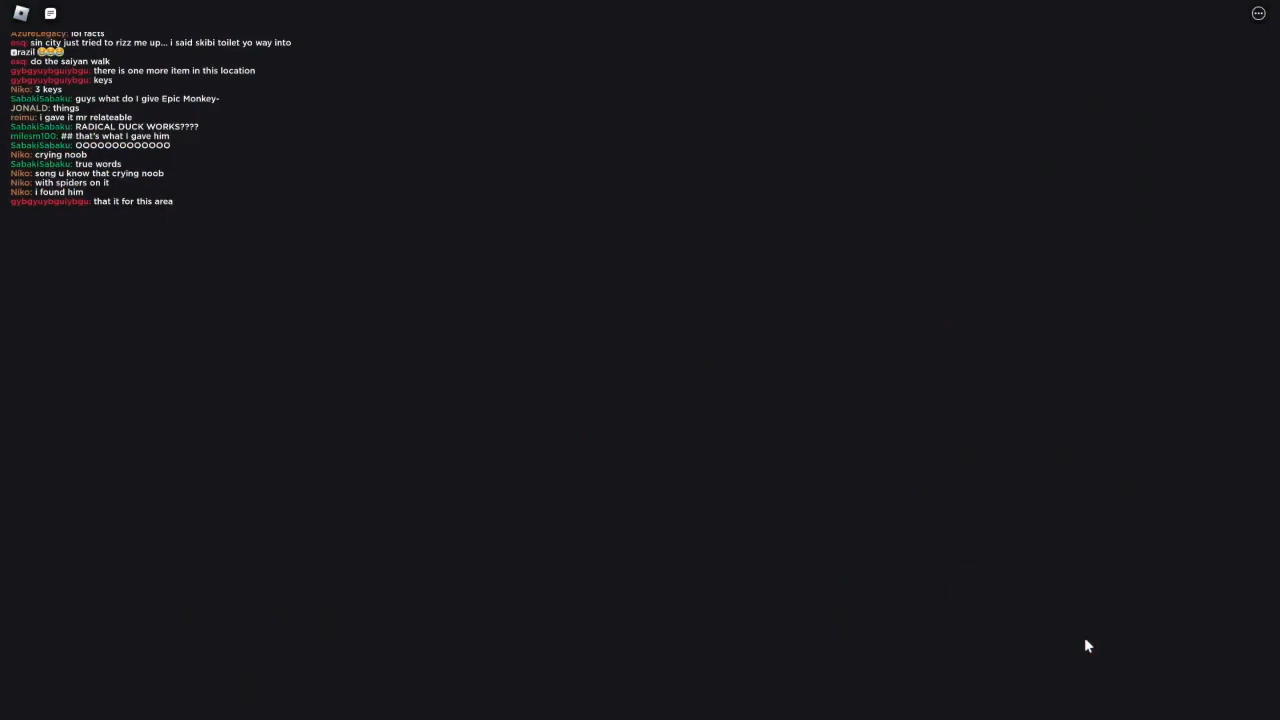 AzureLegacy: lol facts
esq: sin city just tried to rizz me up... i said skibi toilet yo way into
🅱razil 😂😂😂
esq: do the saiyan walk
gybgyuybguiybgu: there is one more item in this location
gybgyuybguiybgu: keys
Niko: 3 keys
SabakiSabaku: guys what do I give Epic Monkey-
JONALD: things
reimu: i gave it mr relateable
SabakiSabaku: RADICAL DUCK WORKS????
milesm100: ## that's what I gave him
SabakiSabaku: OOOOOOOOOOOOO
Niko: crying noob
SabakiSabaku: true words
Niko: song u know that crying noob
Niko: with spiders on it
Niko: i found him
gybgyuybguiybgu: that it for this area